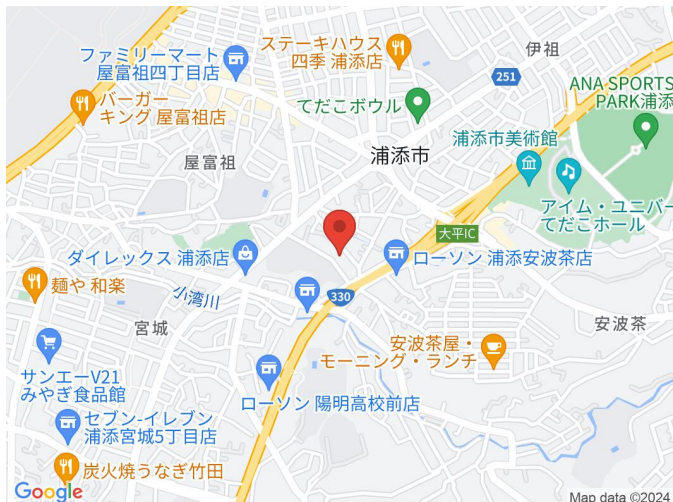 ファミリーマート
屋富祖四丁目店
ステーキハウス
四季 浦添店
伊祖
251
ANA SPORTS
PARK浦添
バーガー
キング 屋富祖店
てだこボウル
浦添市美術館
屋富祖
浦添市
アイム・ユニバー
てだこホール
大平IC
ダイレックス 浦添店
ローソン 浦添安波茶店
麺や 和楽
小湾川
330
宮城
安波茶
安波茶屋・
モーニング・ランチ
サンエーV21
みやぎ食品館
ローソン 陽明高校前店
セブン-イレブン
浦添宮城5丁目店
炭火焼うなぎ竹田
Google
Map data ©2024